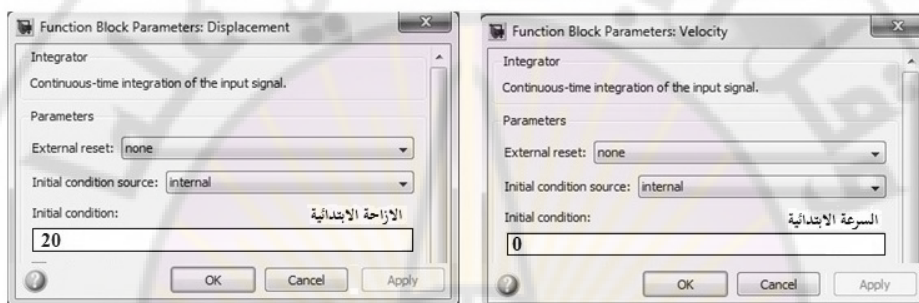 Function Block Parameters: Displacement
Integrator
Continuous-time integration of the input signal.
Parameters
External reset: none
Initial condition source: internal
Initial condition: الازاحة الابتدائية
20
OK Cancel Apply
Function Block Parameters: Velocity
Integrator
Continuous-time integration of the input signal.
Parameters
External reset: none
Initial condition source: internal
Initial condition: السرعة الابتدائية
0
OK Cancel Apply